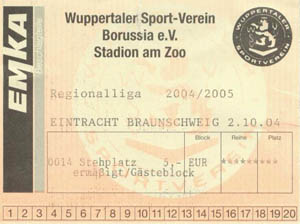 EMKA
Wuppertaler Sport-Verein
Borussia e.V.
Stadion am Zoo
WUPPERTALER
SPORTVEREIN
Regionalliga 2004/2005
EINTRACHT BRAUNSCHWEIG 2.10.04
Block Reihe Platz
0014 Stehplatz 5,- EUR *********
ermäßigt/Gästeblock
1 2 3 4 5 6 7 8 9 10 11 12 13 14 15 16 17 18 19 20